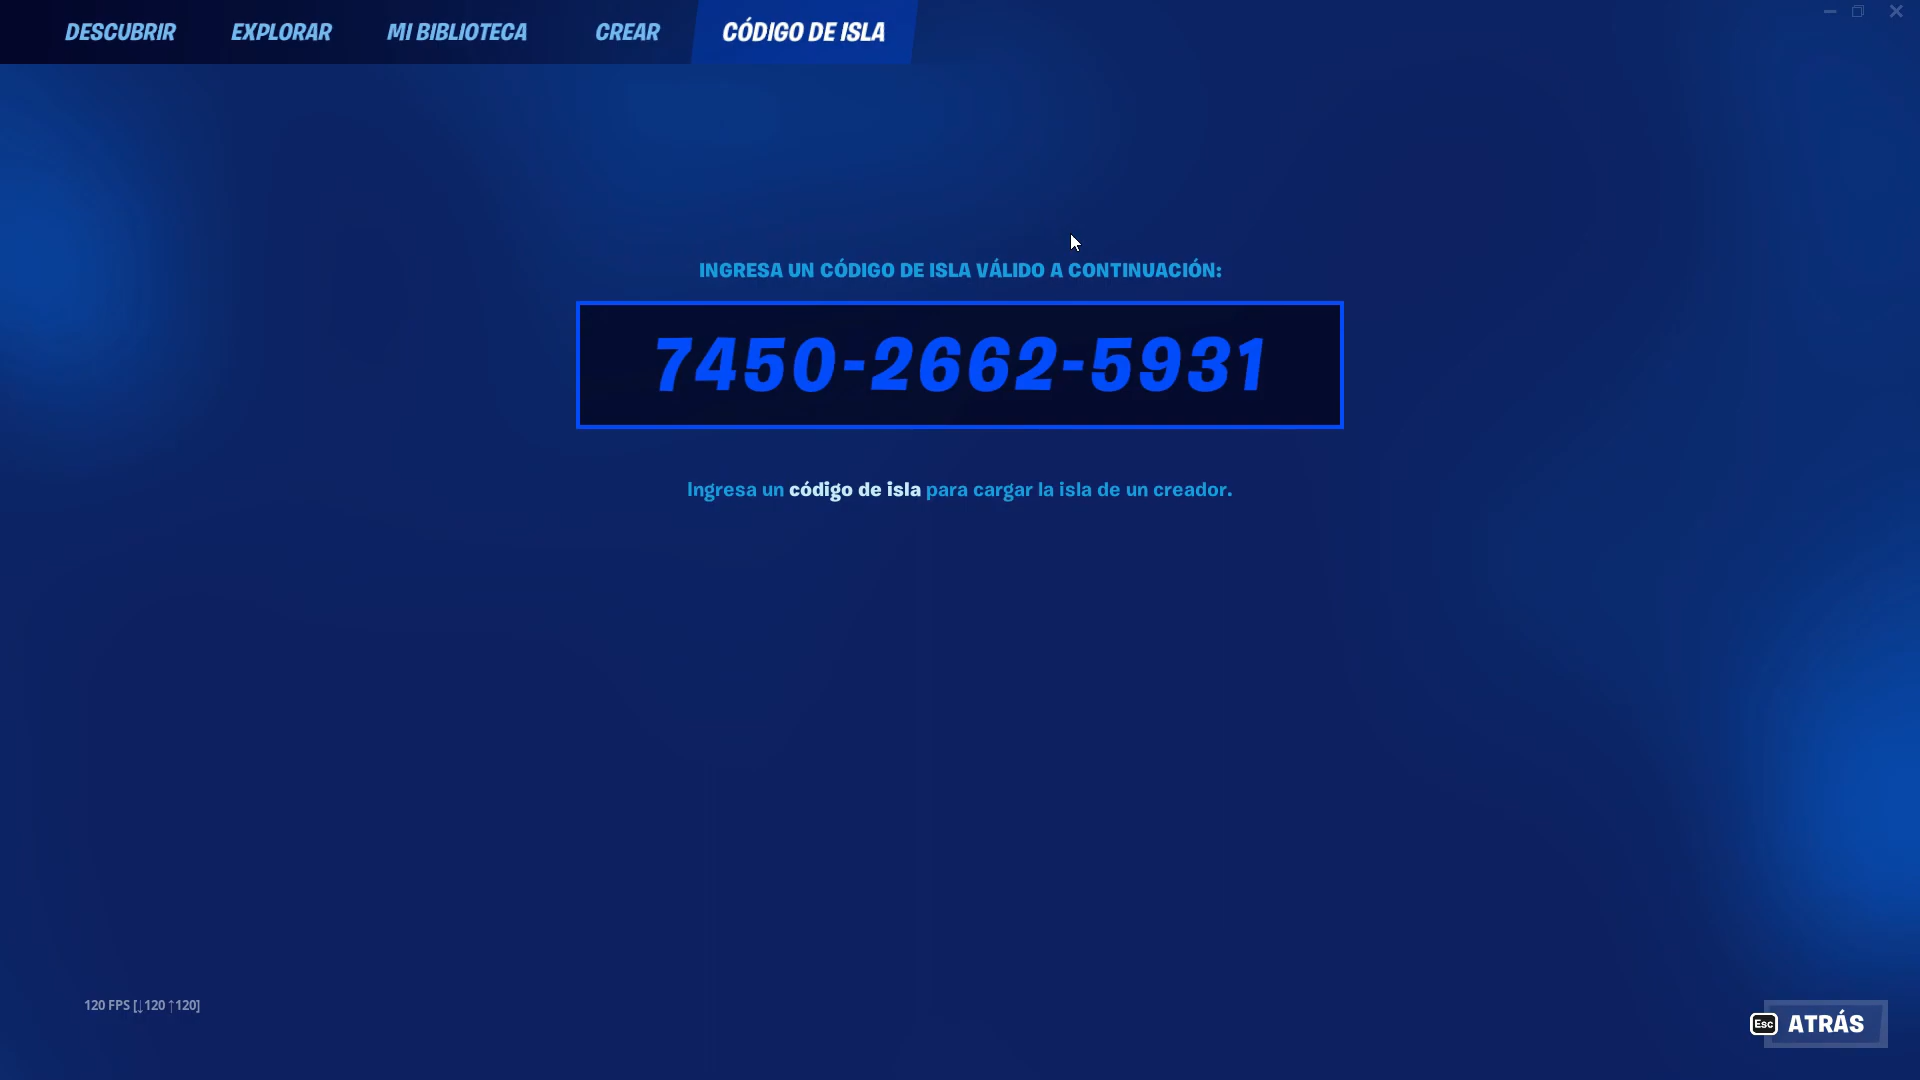 DESCUBRIR EXPLORAR MI BIBLIOTECA CREAR CÓDIGO DE ISLA
INGRESA UN CÓDIGO DE ISLA VÁLIDO A CONTINUACIÓN:
7450-2662-5931
Ingresa un código de isla para cargar la isla de un creador.
120 FPS [↓120 ↑120]
Esc ATRÁS